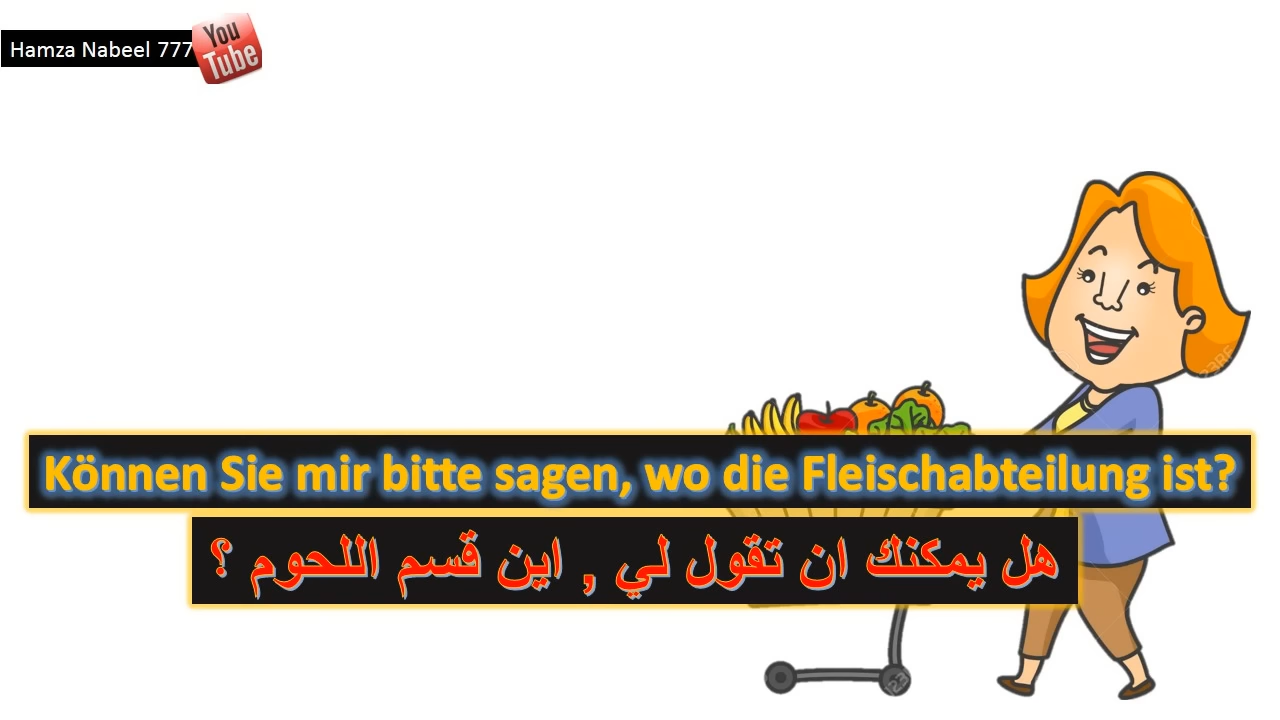 Hamza Nabeel 777
You
Tube
Können Sie mir bitte sagen, wo die Fleischabteilung ist?
هل يمكنك ان تقول لي , اين قسم اللحوم ؟